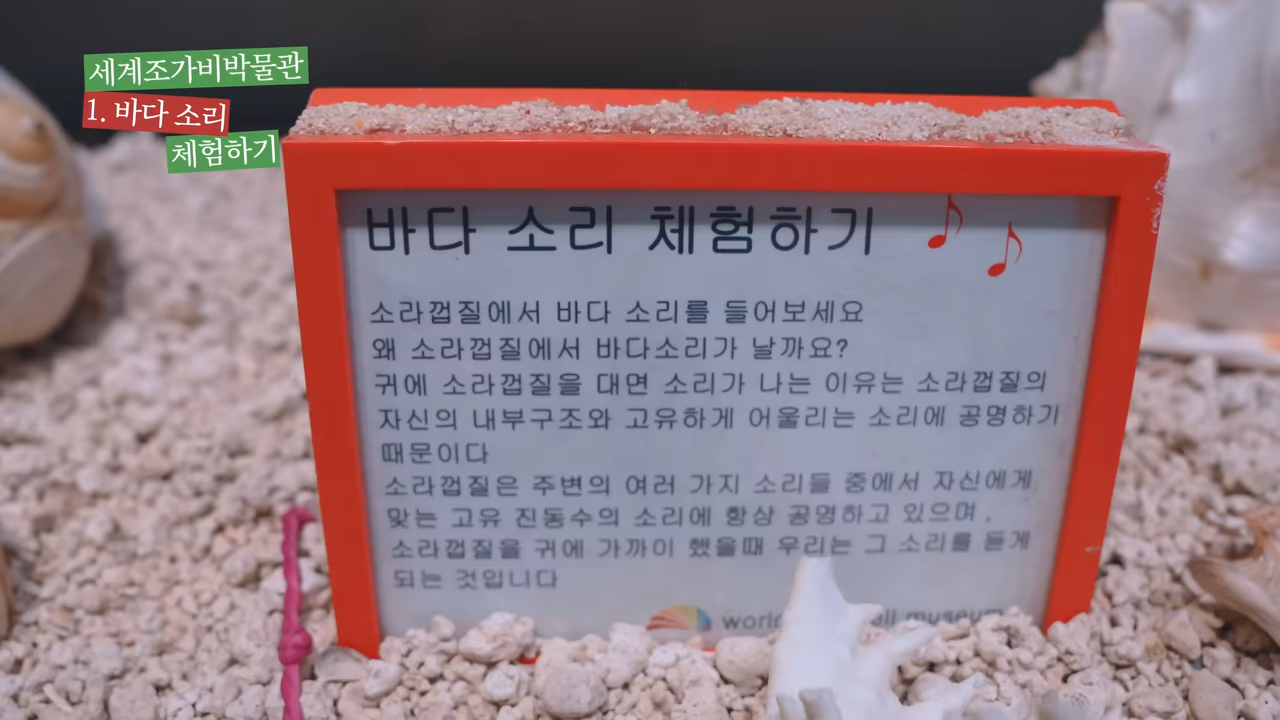 세계조가비박물관
1. 바다 소리
체험하기
바다 소리 체험하기
소라껍질에서 바다 소리를 들어보세요
왜 소라껍질에서 바다소리가 날까요?
귀에 소라껍질을 대면 소리가 나는 이유는 소라껍질의
자신의 내부구조와 고유하게 어울리는 소리에 공명하기
때문이다
소라껍질은 주변의 여러 가지 소리들 중에서 자신에게
맞는 고유 진동수의 소리에 항상 공명하고 있으며,
소라껍질을 귀에 가까이 했을때 우리는 그 소리를 듣게
되는 것입니다
museum